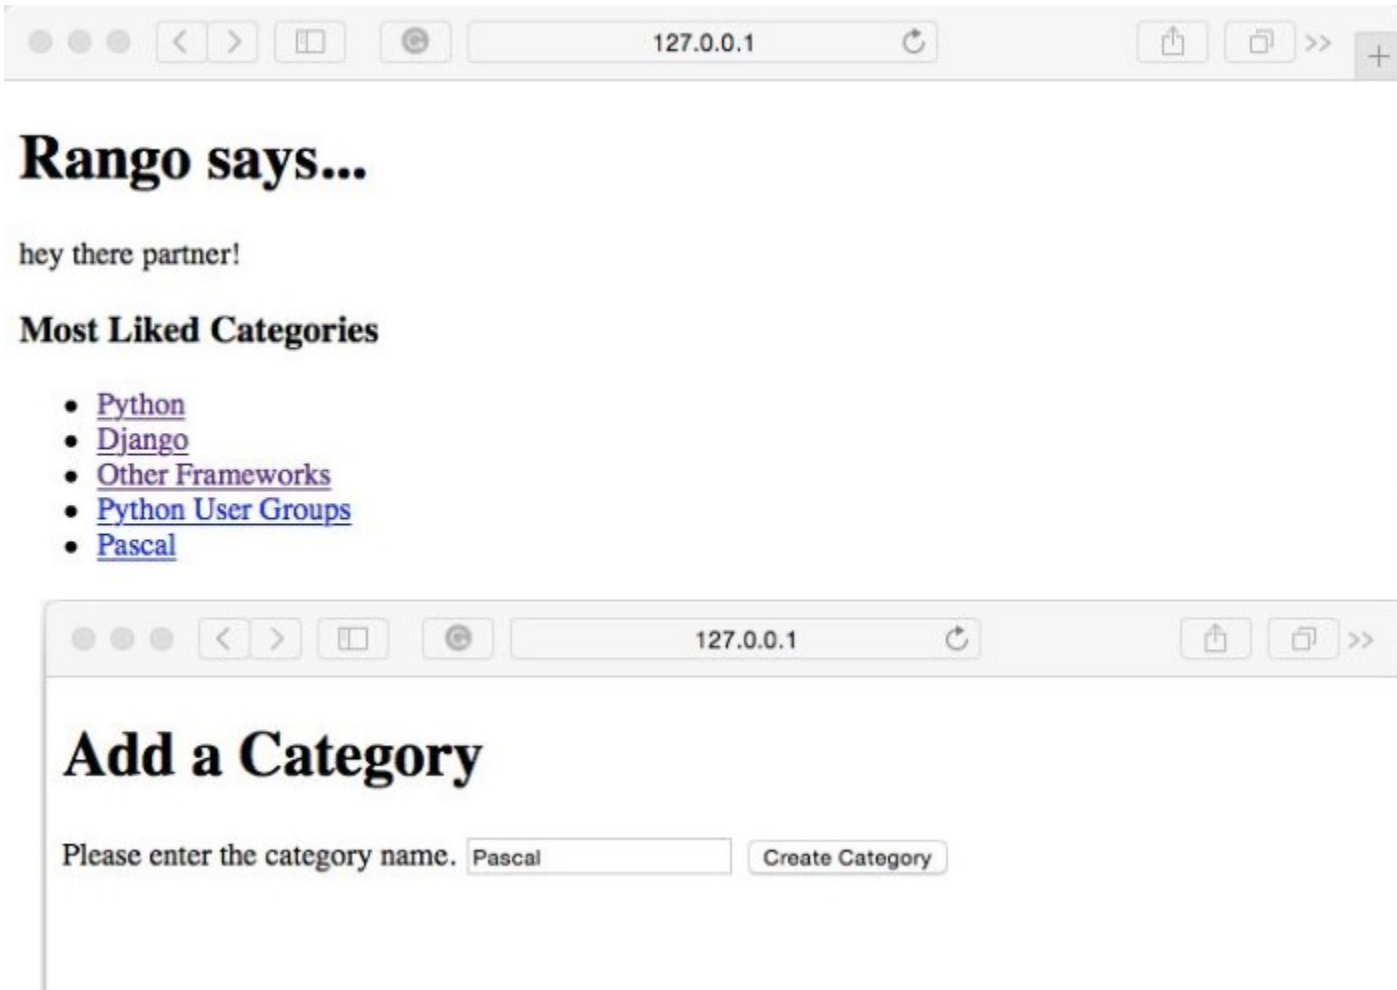 127.0.0.1
Rango says...
hey there partner!
Most Liked Categories
Python
Django
Other Frameworks
Python User Groups
Pascal
127.0.0.1
Add a Category
Please enter the category name. Pascal Create Category